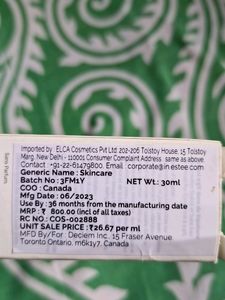 Sans Parfum
Imported by : ELCA Cosmetics Pvt Ltd 202-206 Tolstoy House, 15 Tolstoy
Marg, New Delhi - 110001 Consumer Complaint Address same as above.
Contact :+91-22-61479800. Email : corporate@in.estee.com
Generic Name : Skincare
Batch No : 3FM1Y NET Wt. 30ml
COO : Canada
Mfg Date : 06/2023
Use By : 36 months from the manufacturing date
MRP : ₹ 800.00 (incl of all taxes)
RC No : COS-002888
UNIT SALE PRICE :₹26.67 per ml
MFD By/For : Deciem Inc. 15 Fraser Avenue
Toronto Ontario, m6k1y7, Canada